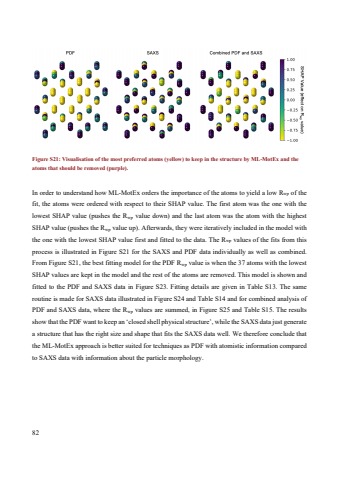 PDF SAXS Combined PDF and SAXS
1.00
0.75
0.50
0.25
0.00
−0.25
−0.50
−0.75
−1.00
SHAP Value (effect on Rwp value)
Figure S21: Visualisation of the most preferred atoms (yellow) to keep in the structure by ML-MotEx and the
atoms that should be removed (purple).
In order to understand how ML-MotEx orders the importance of the atoms to yield a low Rwp of the
fit, the atoms were ordered with respect to their SHAP value. The first atom was the one with the
lowest SHAP value (pushes the Rwp value down) and the last atom was the atom with the highest
SHAP value (pushes the Rwp value up). Afterwards, they were iteratively included in the model with
the one with the lowest SHAP value first and fitted to the data. The Rwp values of the fits from this
process is illustrated in Figure S21 for the SAXS and PDF data individually as well as combined.
From Figure S21, the best fitting model for the PDF Rwp value is when the 37 atoms with the lowest
SHAP values are kept in the model and the rest of the atoms are removed. This model is shown and
fitted to the PDF and SAXS data in Figure S23. Fitting details are given in Table S13. The same
routine is made for SAXS data illustrated in Figure S24 and Table S14 and for combined analysis of
PDF and SAXS data, where the Rwp values are summed, in Figure S25 and Table S15. The results
show that the PDF want to keep an 'closed shell physical structure', while the SAXS data just generate
a structure that has the right size and shape that fits the SAXS data well. We therefore conclude that
the ML-MotEx approach is better suited for techniques as PDF with atomistic information compared
to SAXS data with information about the particle morphology.
82